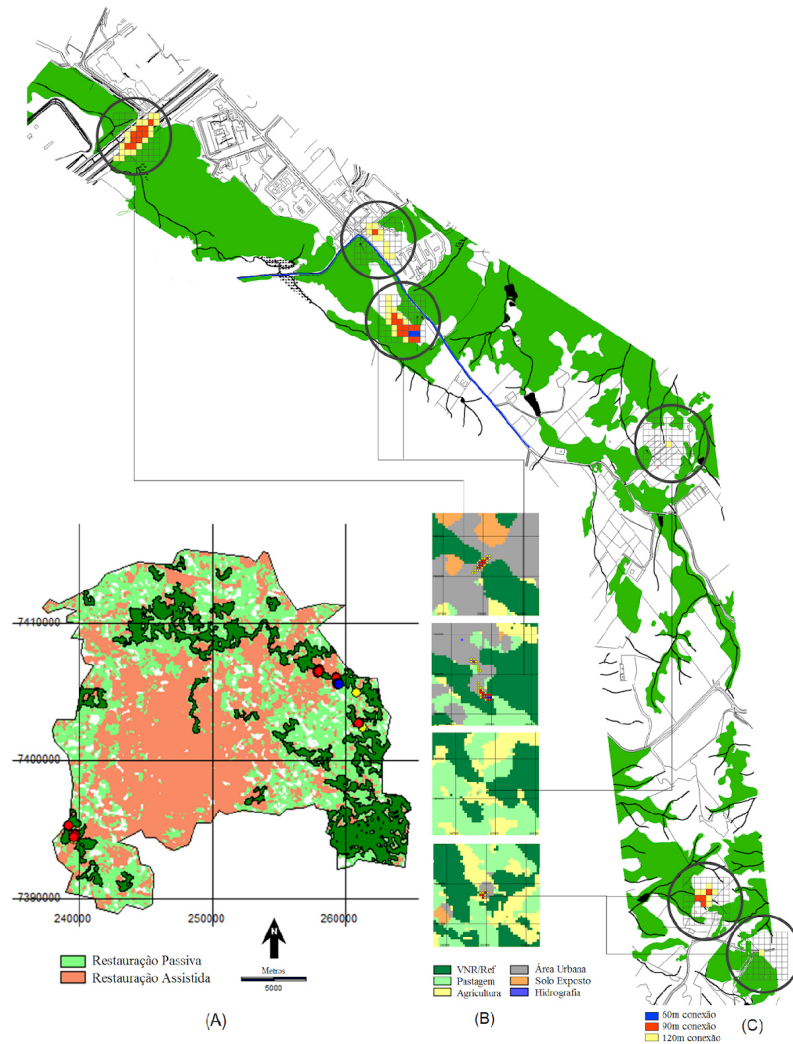 7410000
7400000
7390000
240000
250000
260000
Restauração Passiva
Restauração Assistida
Metros
5000
(A)
VNR/Ref
Pastagem
Agricultura
Área Urbana
Solo Exposto
Hidrografia
(B)
60m conexão
90m conexão
120m conexão
(C)